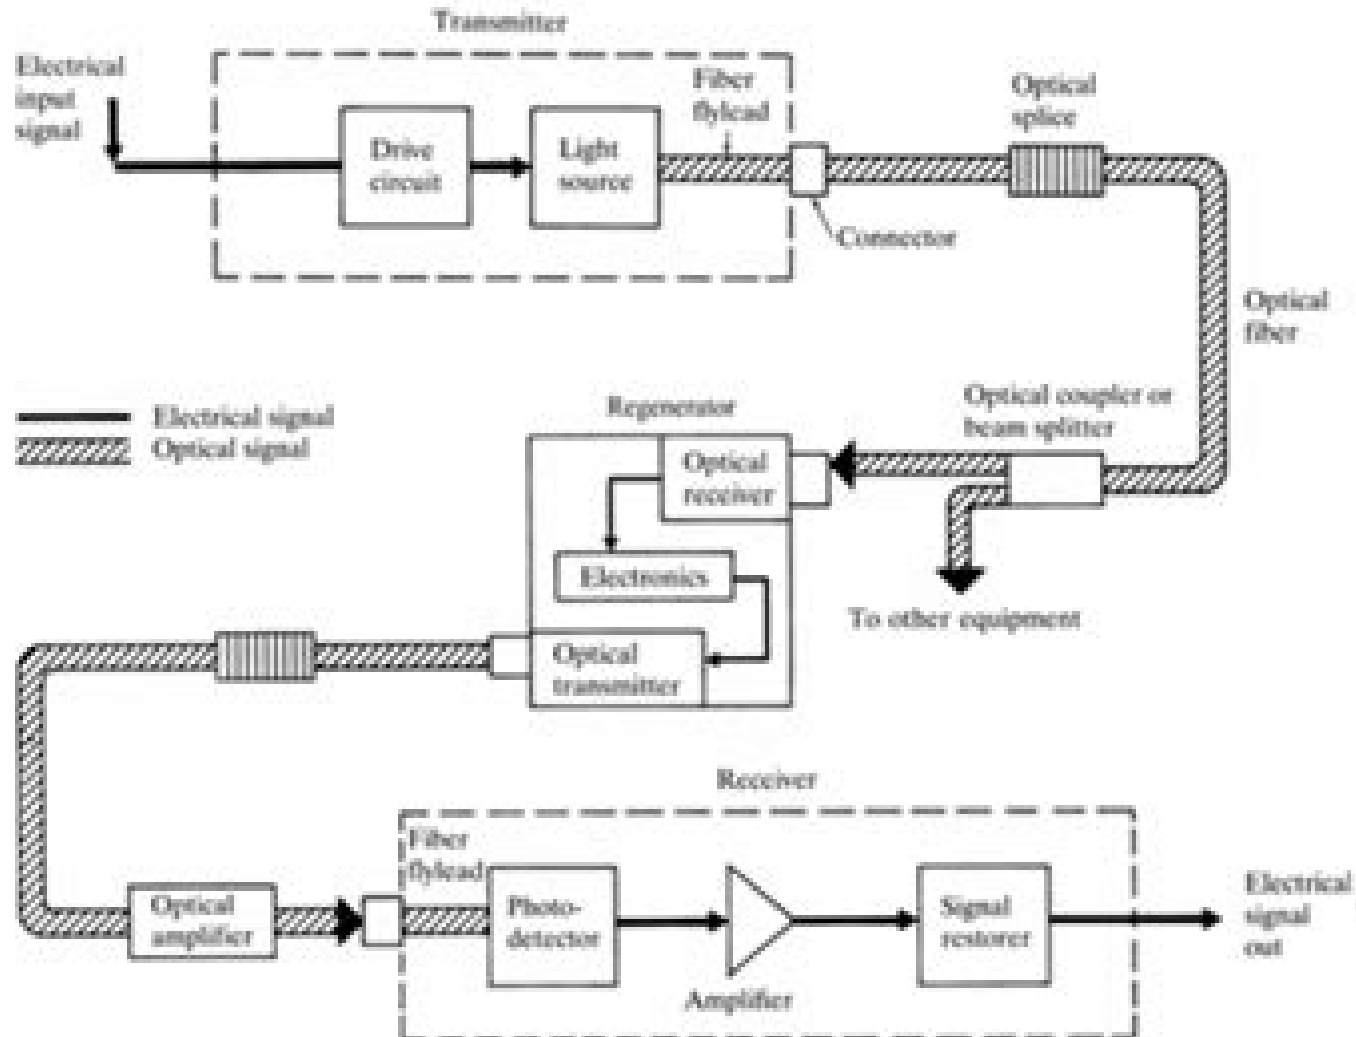 Transmitter
Electrical
input
signal
Drive
circuit
Light
source
Fiber
flylead
Connector
Optical
splice
Optical
fiber
Electrical signal
Optical signal
Regenerator
Optical
receiver
Electronics
Optical
transmitter
Optical coupler or
beam splitter
To other equipment
Receiver
Optical
amplifier
Fiber
flylead
Photo-
detector
Amplifier
Signal
restorer
Electrical
signal
out